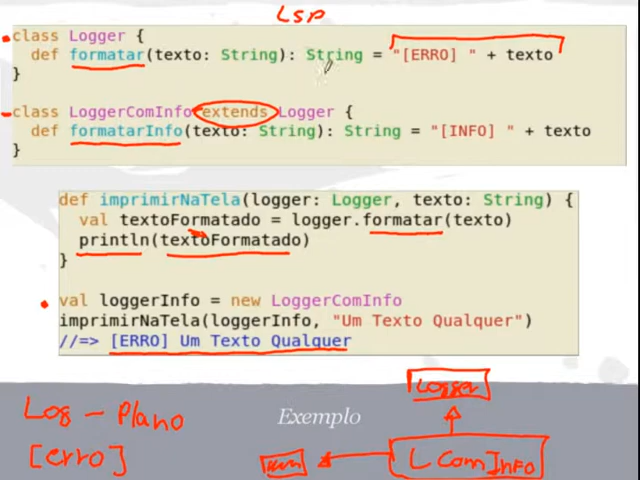 LSP
class Logger {
def formatar(texto: String): String = "[ERRO] " + texto
}
class LoggerComInfo extends Logger {
def formatarInfo(texto: String): String = "[INFO] " + texto
}
def imprimirNaTela(logger: Logger, texto: String) {
val textoFormatado = logger.formatar(texto)
println(textoFormatado)
}
val loggerInfo = new LoggerComInfo
imprimirNaTela(loggerInfo, "Um Texto Qualquer")
//=> [ERRO] Um Texto Qualquer
Logger
Log - Plano
Exemplo
[erro]
L Com Info